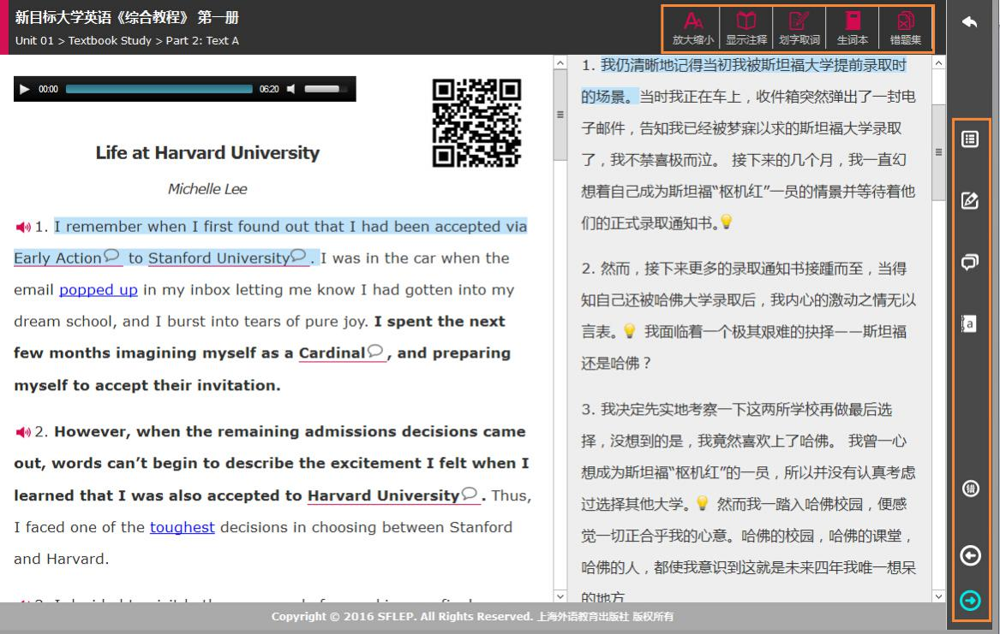 新目标大学英语《综合教程》 第一册
Unit 01 > Textbook Study > Part 2: Text A
放大缩小 显示注释 划字取词 生词本 错题集
00:00 06:20
Life at Harvard University
Michelle Lee
1. I remember when I first found out that I had been accepted via
Early Action to Stanford University. I was in the car when the
email popped up in my inbox letting me know I had gotten into my
dream school, and I burst into tears of pure joy. I spent the next
few months imagining myself as a Cardinal, and preparing
myself to accept their invitation.
2. However, when the remaining admissions decisions came
out, words can’t begin to describe the excitement I felt when I
learned that I was also accepted to Harvard University. Thus,
I faced one of the toughest decisions in choosing between Stanford
and Harvard.
1. 我仍清晰地记得当初我被斯坦福大学提前录取时
的场景。当时我正在车上，收件箱突然弹出了一封电
子邮件，告知我已经被梦寐以求的斯坦福大学录取
了，我不禁喜极而泣。 接下来的几个月，我一直幻
想着自己成为斯坦福“枢机红”一员的情景并等待着他
们的正式录取通知书。
2. 然而，接下来更多的录取通知书接踵而至，当得
知自己还被哈佛大学录取后，我内心的激动之情无以
言表。 我面临着一个极其艰难的抉择——斯坦福
还是哈佛？
3. 我决定先实地考察一下这两所学校再做最后选
择，没想到的是，我竟然喜欢上了哈佛。 我曾一心
想成为斯坦福“枢机红”的一员，所以并没有认真考虑
过选择其他大学。 然而我一踏入哈佛校园，便感
觉一切正合乎我的心意。哈佛的校园，哈佛的课堂，
哈佛的人，都使我意识到这就是未来四年我唯一想呆
的地方
a
错
Copyright © 2016 SFLEP. All Rights Reserved. 上海外语教育出版社 版权所有